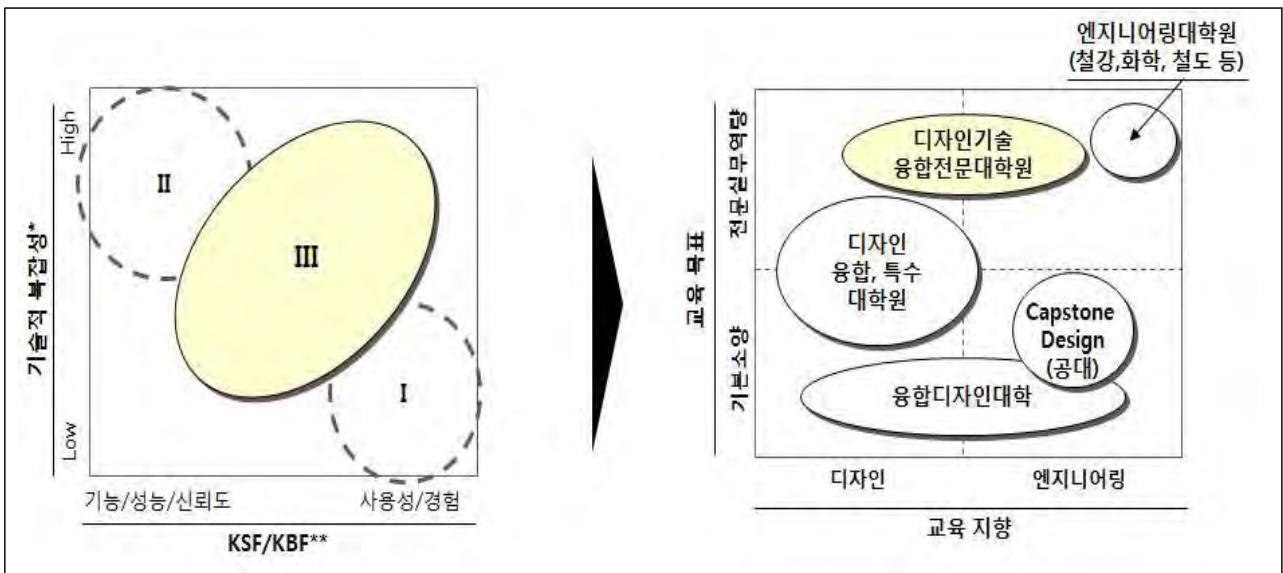 기술적 복잡성*
High
Low
II
III
I
기능/성능/신뢰도
사용성/경험
KSF/KBF**
엔지니어링대학원
(철강,화학, 철도 등)
교육 목표
전문실무역량
기본소양
디자인기술
융합전문대학원
디자인
융합, 특수
대학원
Capstone
Design
(공대)
융합디자인대학
디자인
엔지니어링
교육 지향